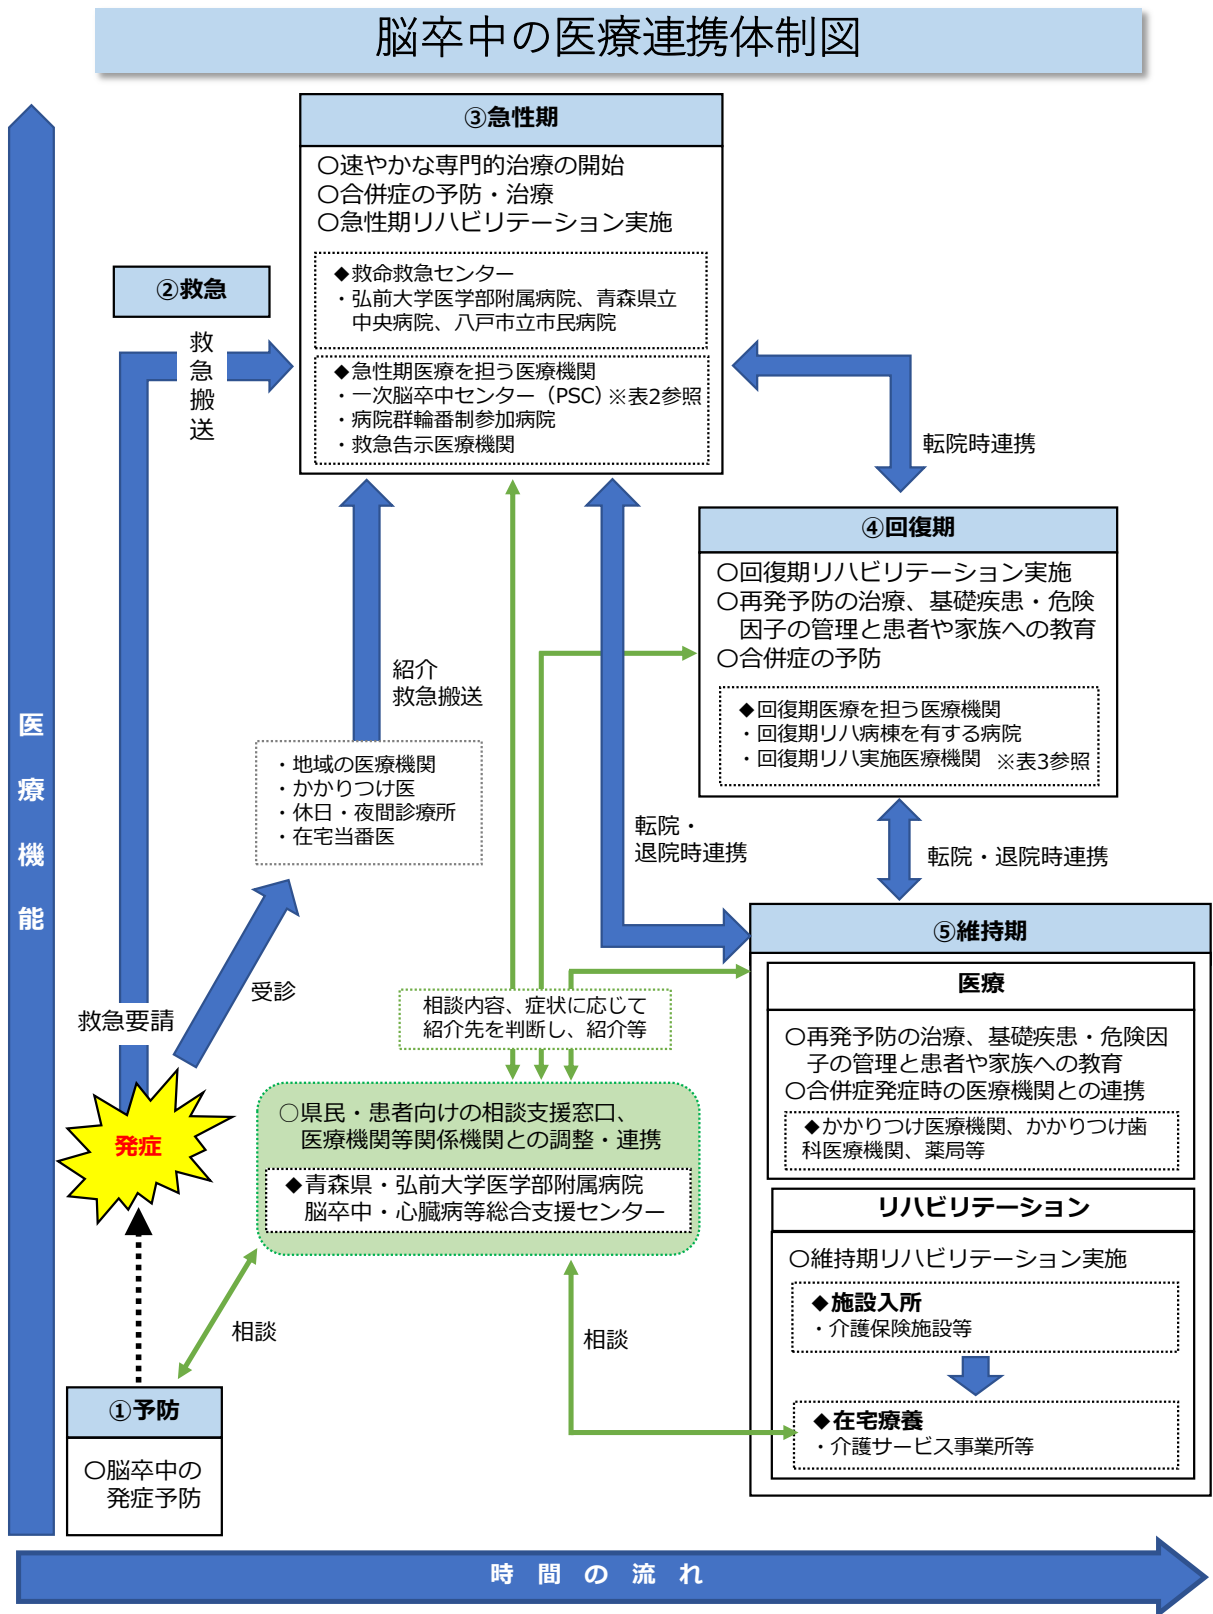 脳卒中の医療連携体制図
③急性期
○速やかな専門的治療の開始
○合併症の予防・治療
○急性期リハビリテーション実施
◆救命救急センター
・弘前大学医学部附属病院、青森県立
中央病院、八戸市立市民病院
◆急性期医療を担う医療機関
・一次脳卒中センター（PSC）※表2参照
・病院群輪番制参加病院
・救急告示医療機関
②救急
救急搬送
転院時連携
④回復期
○回復期リハビリテーション実施
○再発予防の治療、基礎疾患・危険
因子の管理と患者や家族への教育
○合併症の予防
◆回復期医療を担う医療機関
・回復期リハ病棟を有する病院
・回復期リハ実施医療機関 ※表3参照
紹介
救急搬送
・地域の医療機関
・かかりつけ医
・休日・夜間診療所
・在宅当番医
転院・
退院時連携
転院・退院時連携
医療機能
受診
救急要請
発症
相談内容、症状に応じて
紹介先を判断し、紹介等
○県民・患者向けの相談支援窓口、
医療機関等関係機関との調整・連携
◆青森県・弘前大学医学部附属病院
脳卒中・心臓病等総合支援センター
⑤維持期
医療
○再発予防の治療、基礎疾患・危険因
子の管理と患者や家族への教育
○合併症発症時の医療機関との連携
◆かかりつけ医療機関、かかりつけ歯
科医療機関、薬局等
リハビリテーション
○維持期リハビリテーション実施
◆施設入所
・介護保険施設等
◆在宅療養
・介護サービス事業所等
相談
相談
①予防
○脳卒中の
発症予防
時間の流れ